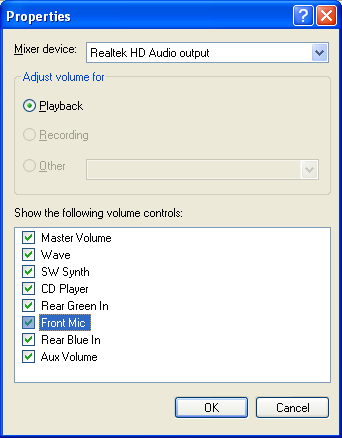 Properties
Mixer device: Realtek HD Audio output
Adjust volume for
Playback
Recording
Other
Show the following volume controls:
Master Volume
Wave
SW Synth
CD Player
Rear Green In
Front Mic
Rear Blue In
Aux Volume
OK Cancel